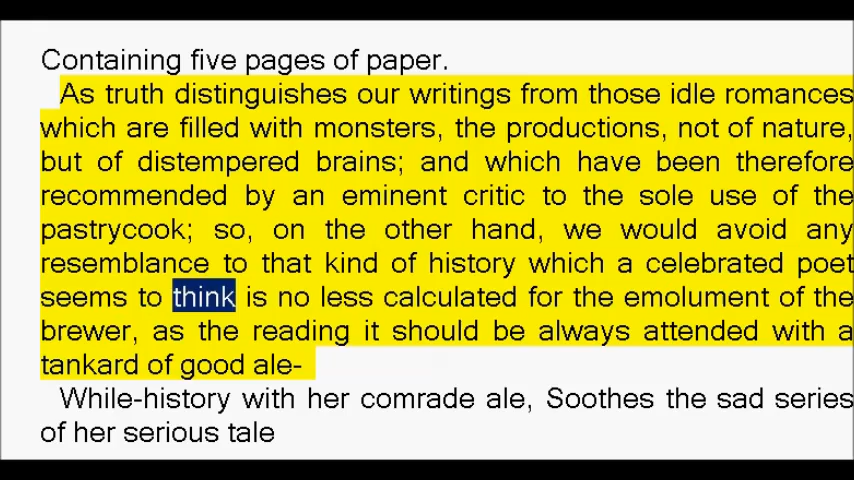 Containing five pages of paper.
As truth distinguishes our writings from those idle romances
which are filled with monsters, the productions, not of nature,
but of distempered brains; and which have been therefore
recommended by an eminent critic to the sole use of the
pastrycook; so, on the other hand, we would avoid any
resemblance to that kind of history which a celebrated poet
seems to think is no less calculated for the emolument of the
brewer, as the reading it should be always attended with a
tankard of good ale-
While-history with her comrade ale, Soothes the sad series
of her serious tale